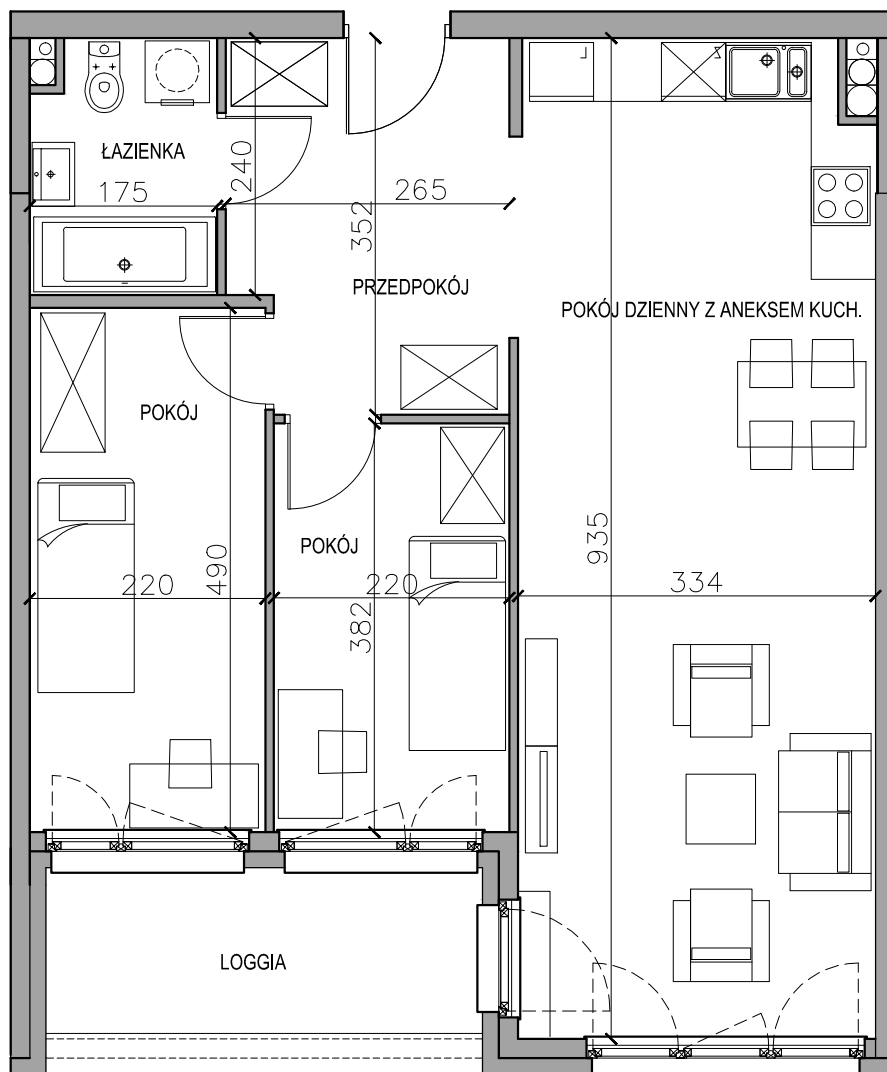 ŁAZIENKA
175
240
265
352
PRZEDPOKÓJ
POKÓJ DZIENNY Z ANEKSEM KUCH.
POKÓJ
POKÓJ
490
220
220
382
935
334
LOGGIA